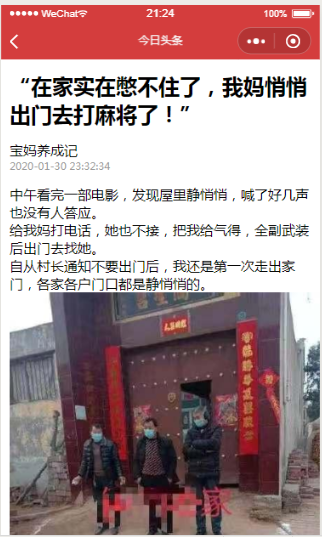 WeChat
21:24
100%
今日头条
“在家实在憋不住了，我妈悄悄
出门去打麻将了！”
宝妈养成记
2020-01-30 23:32:34
中午看完一部电影，发现屋里静悄悄，喊了好几声
也没有人答应。
给我妈打电话，她也不接，把我给气得，全副武装
后出门去找她。
自从村长通知不要出门后，我还是第一次走出家
门，各家各户门口都是静悄悄的。